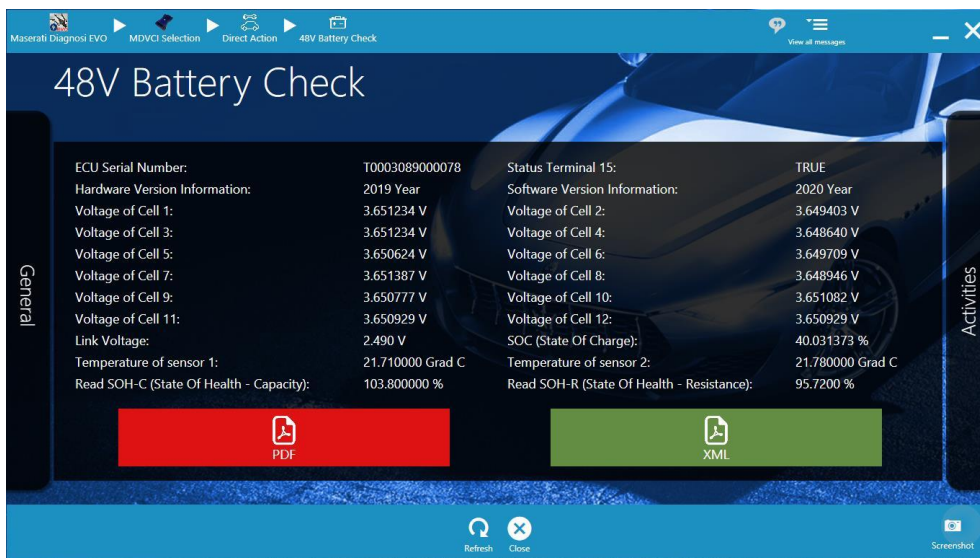 Maserati Diagnosi EVO MDVCI Selection Direct Action 48V Battery Check View all messages
48V Battery Check
General
ECU Serial Number: T0003089000078 Status Terminal 15: TRUE
Hardware Version Information: 2019 Year Software Version Information: 2020 Year
Voltage of Cell 1: 3.651234 V Voltage of Cell 2: 3.649403 V
Voltage of Cell 3: 3.651234 V Voltage of Cell 4: 3.648640 V
Voltage of Cell 5: 3.650624 V Voltage of Cell 6: 3.649709 V
Voltage of Cell 7: 3.651387 V Voltage of Cell 8: 3.648946 V
Voltage of Cell 9: 3.650777 V Voltage of Cell 10: 3.651082 V
Voltage of Cell 11: 3.650929 V Voltage of Cell 12: 3.650929 V
Link Voltage: 2.490 V SOC (State Of Charge): 40.031373 %
Temperature of sensor 1: 21.710000 Grad C Temperature of sensor 2: 21.780000 Grad C
Read SOH-C (State Of Health - Capacity): 103.800000 % Read SOH-R (State Of Health - Resistance): 95.7200 %
Activities
PDF XML
Refresh Close Screenshot